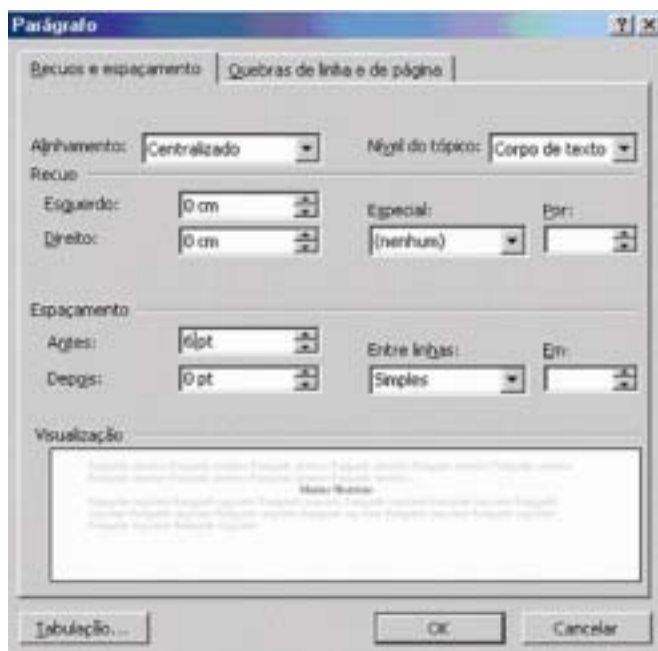 Parágrafo
Recuos e espaçamento Quebras de linha e de página
Alinhamento: Centralizado Nível do tópico: Corpo de texto
Recuo
Esquerdo: 0 cm Especial: Por:
Direito: 0 cm (nenhum)
Espaçamento
Antes: 6 pt Entre linhas: Em:
Depois: 0 pt Simples
Visualização
Tabulação... OK Cancelar